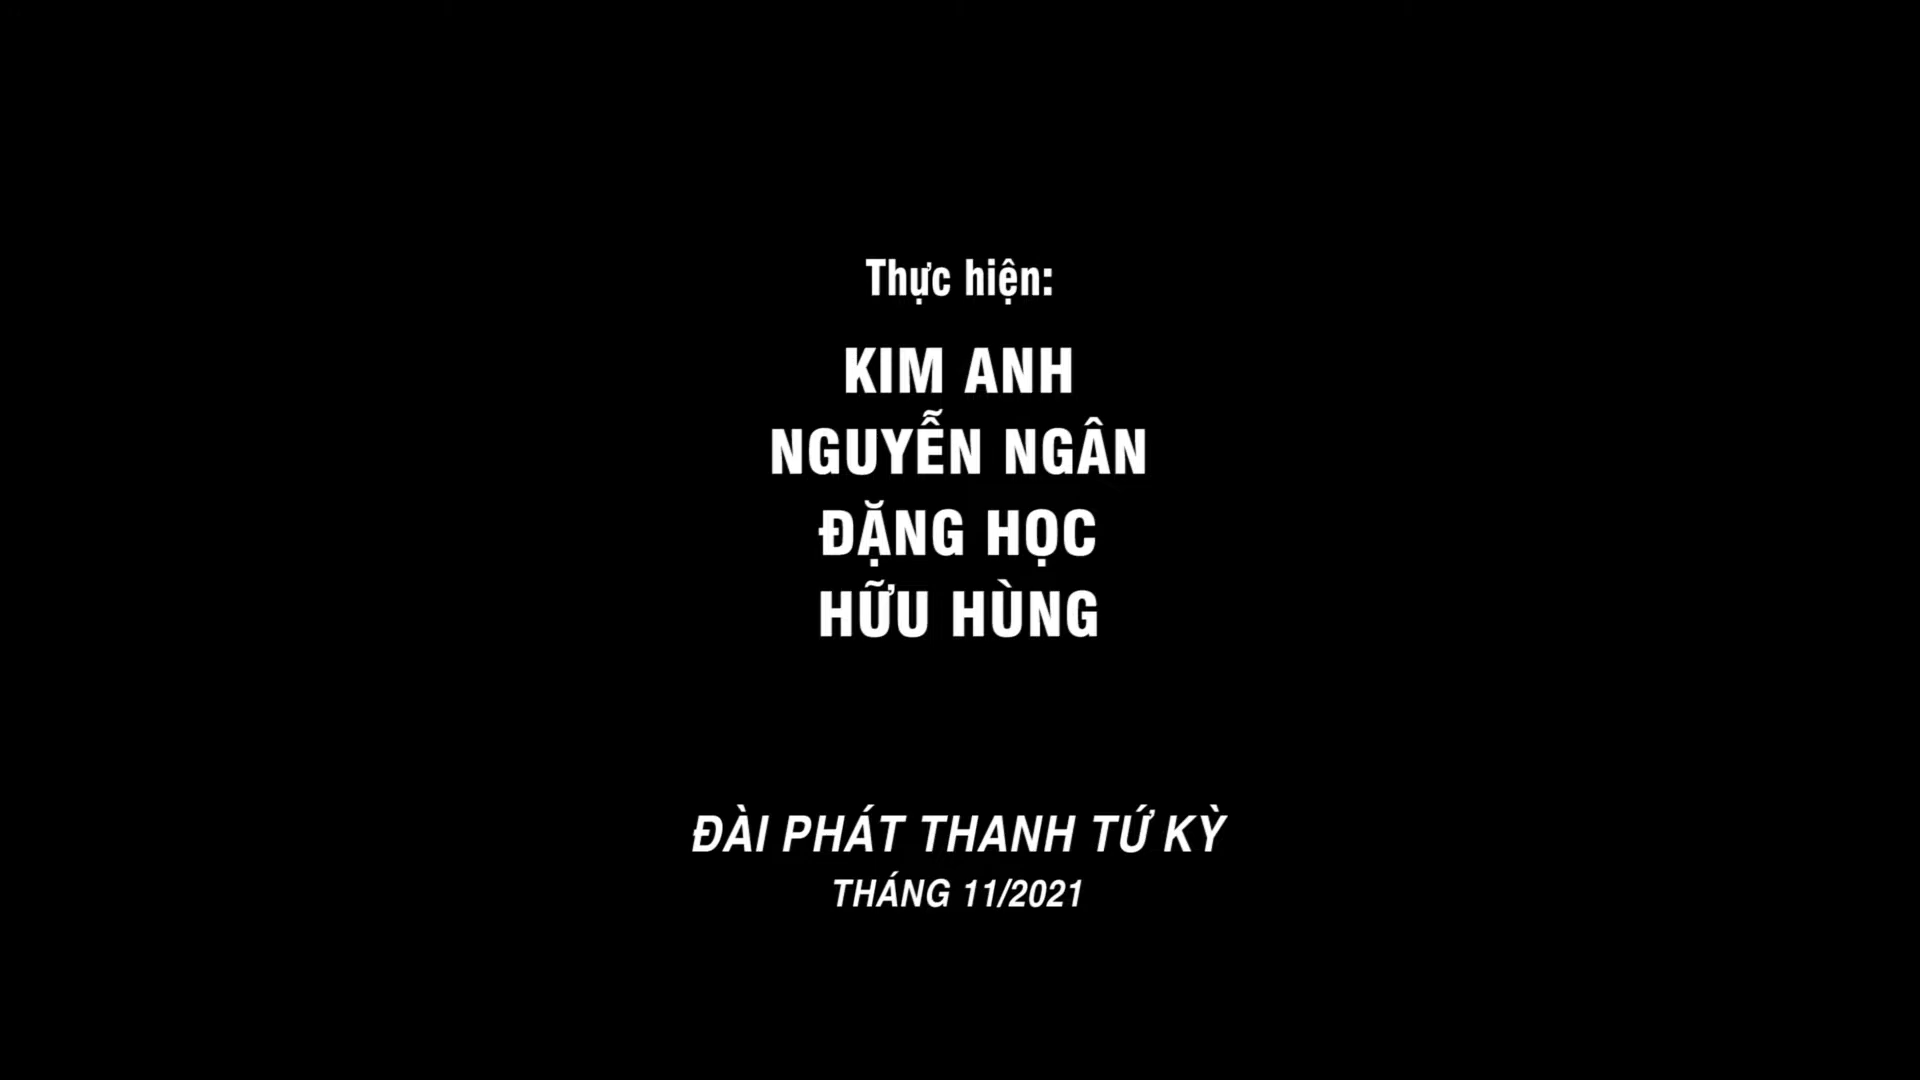 Thực hiện:
KIM ANH
NGUYỄN NGÂN
ĐẶNG HỌC
HỮU HÙNG
ĐÀI PHÁT THANH TỨ KỲ
THÁNG 11/2021